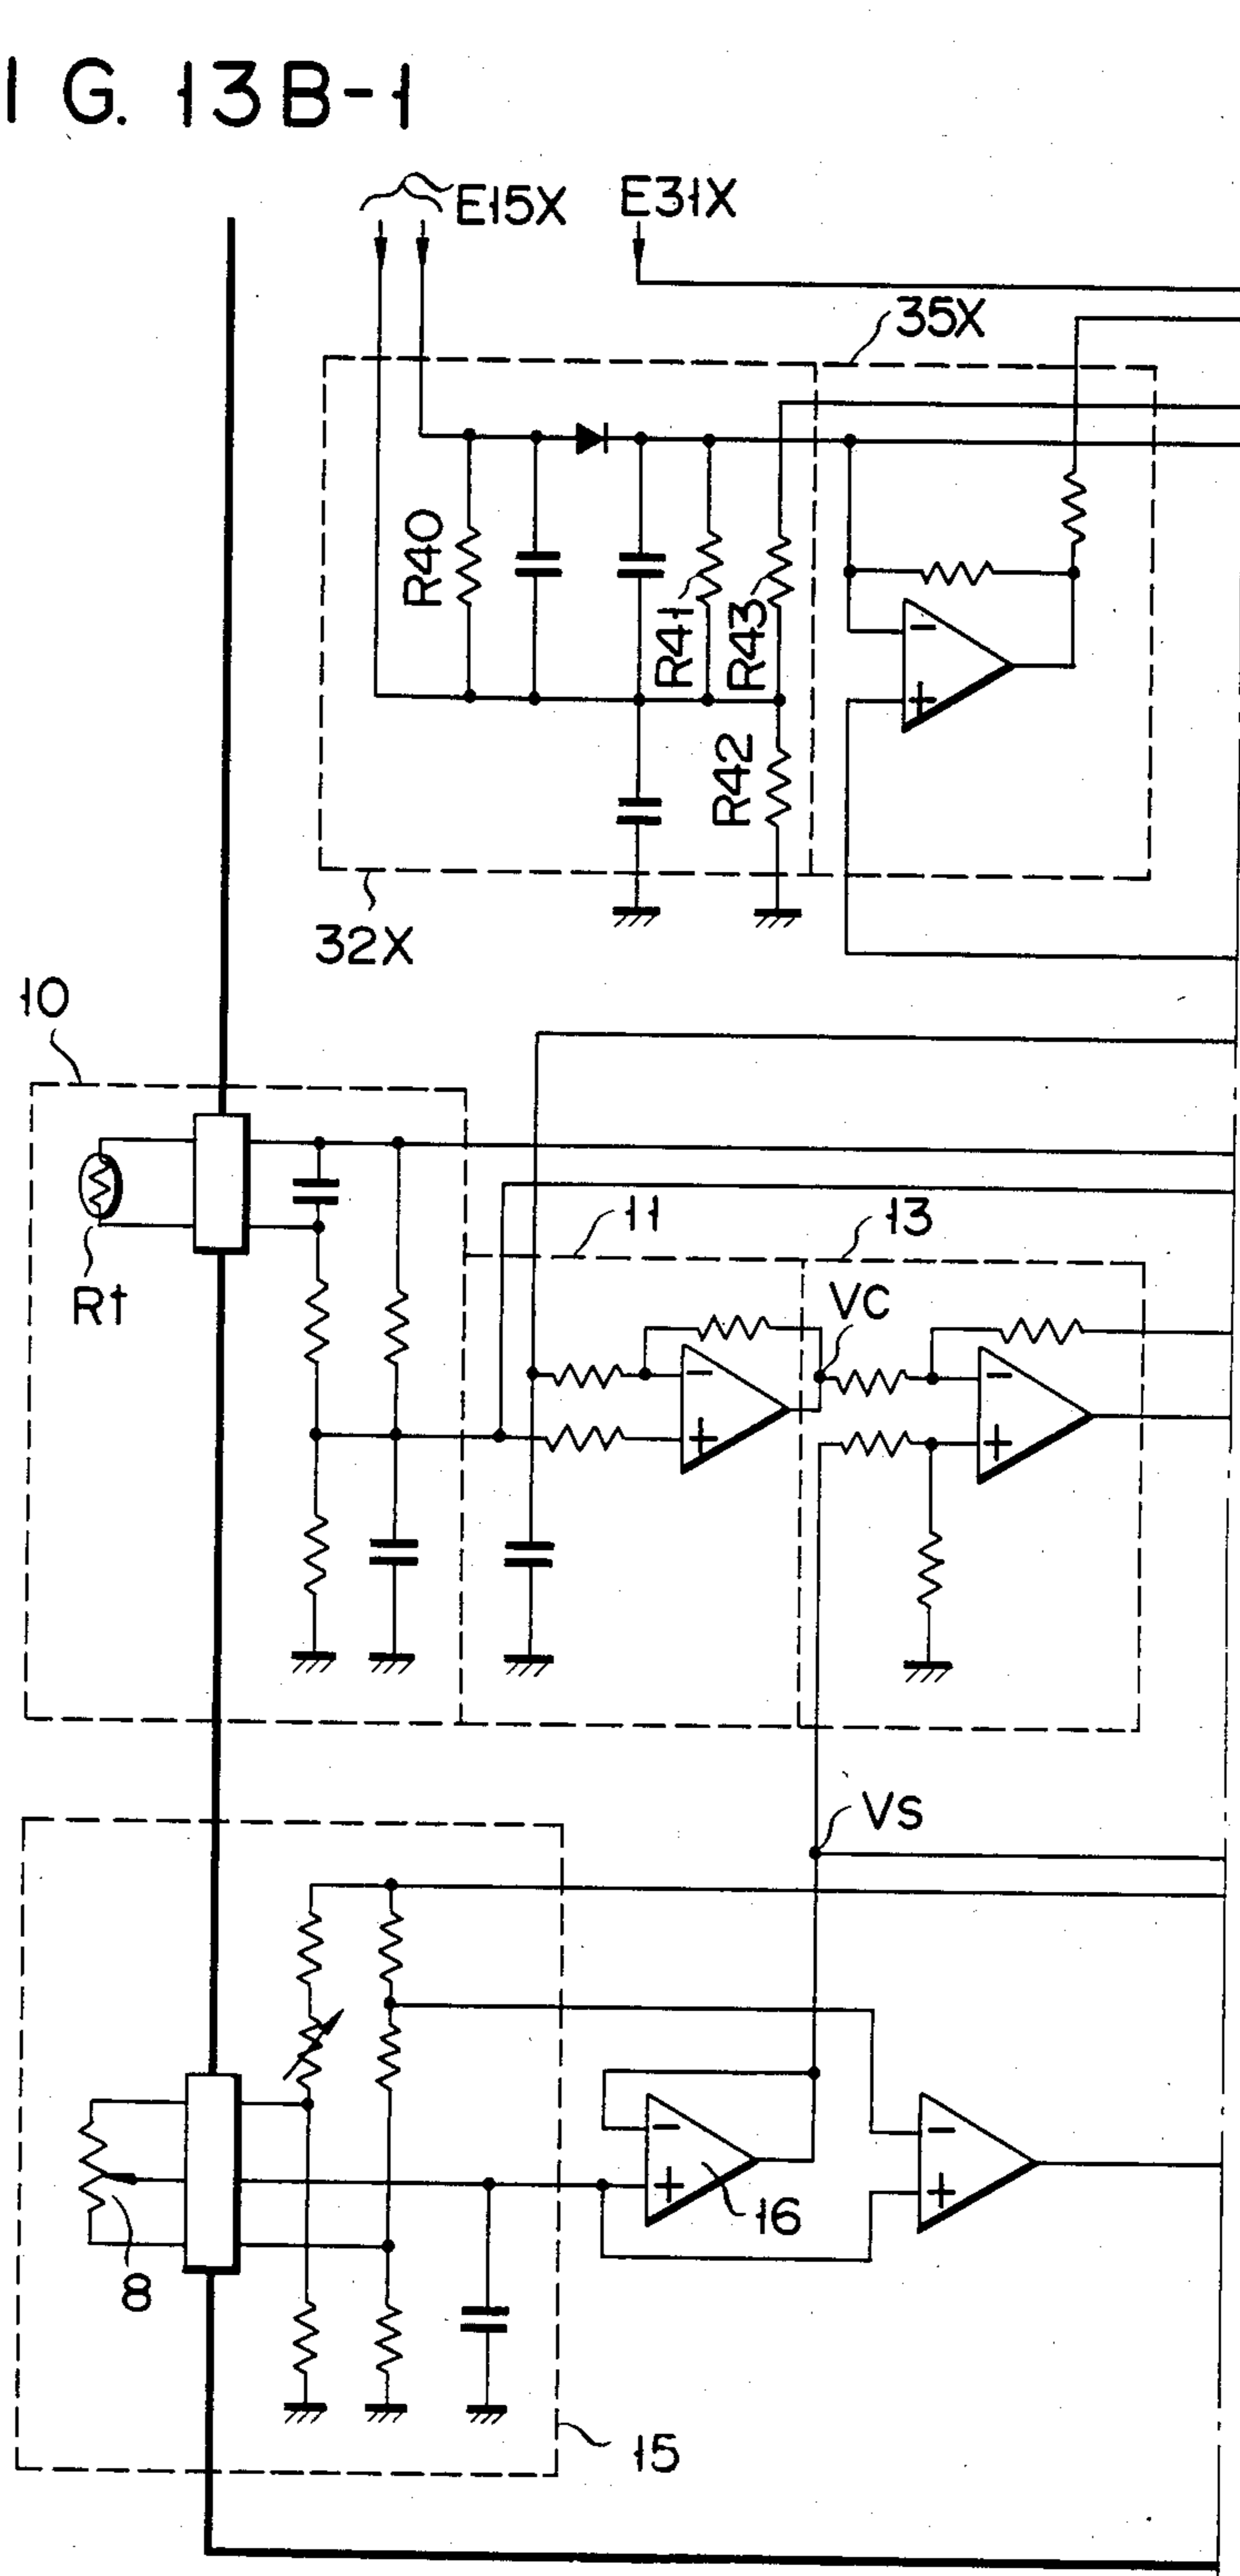 I G. 13B-1
E15X
E31X
35X
R40
R41
R43
R42
32X
10
Rt
11
13
VC
VS
8
16
15